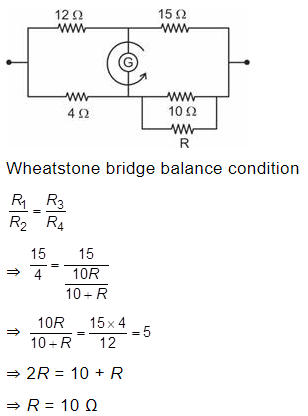 12 Ω 15 Ω
G
4 Ω 10 Ω
R
Wheatstone bridge balance condition
R₁/R₂ = R₃/R₄
⇒ 15/4 = 15/(10R/(10 + R))
⇒ 10R/(10 + R) = (15 × 4)/12 = 5
⇒ 2R = 10 + R
⇒ R = 10 Ω